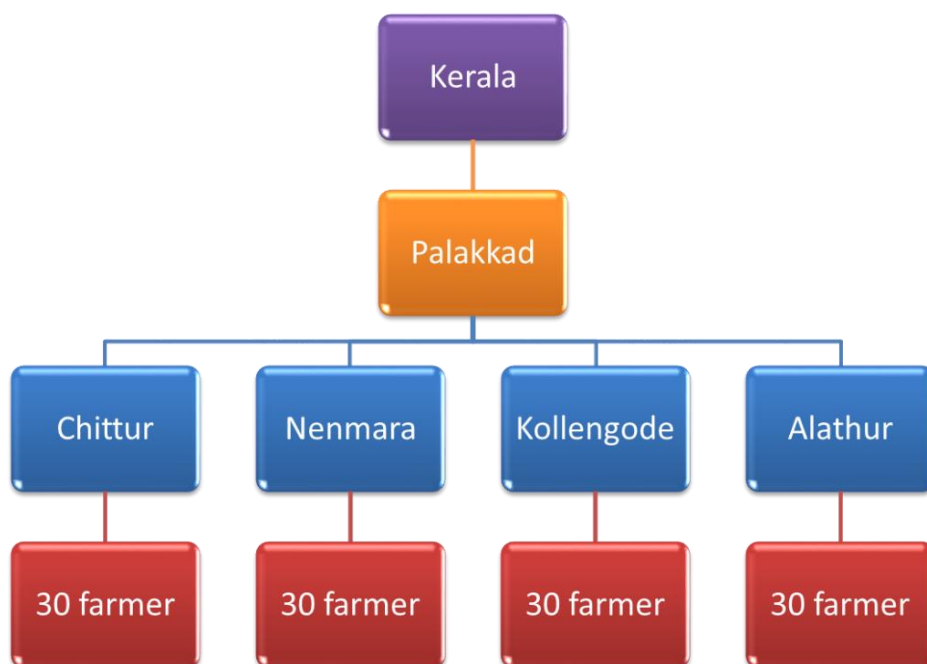 Kerala
Palakkad
Chittur
Nenmara
Kollengode
Alathur
30 farmer
30 farmer
30 farmer
30 farmer